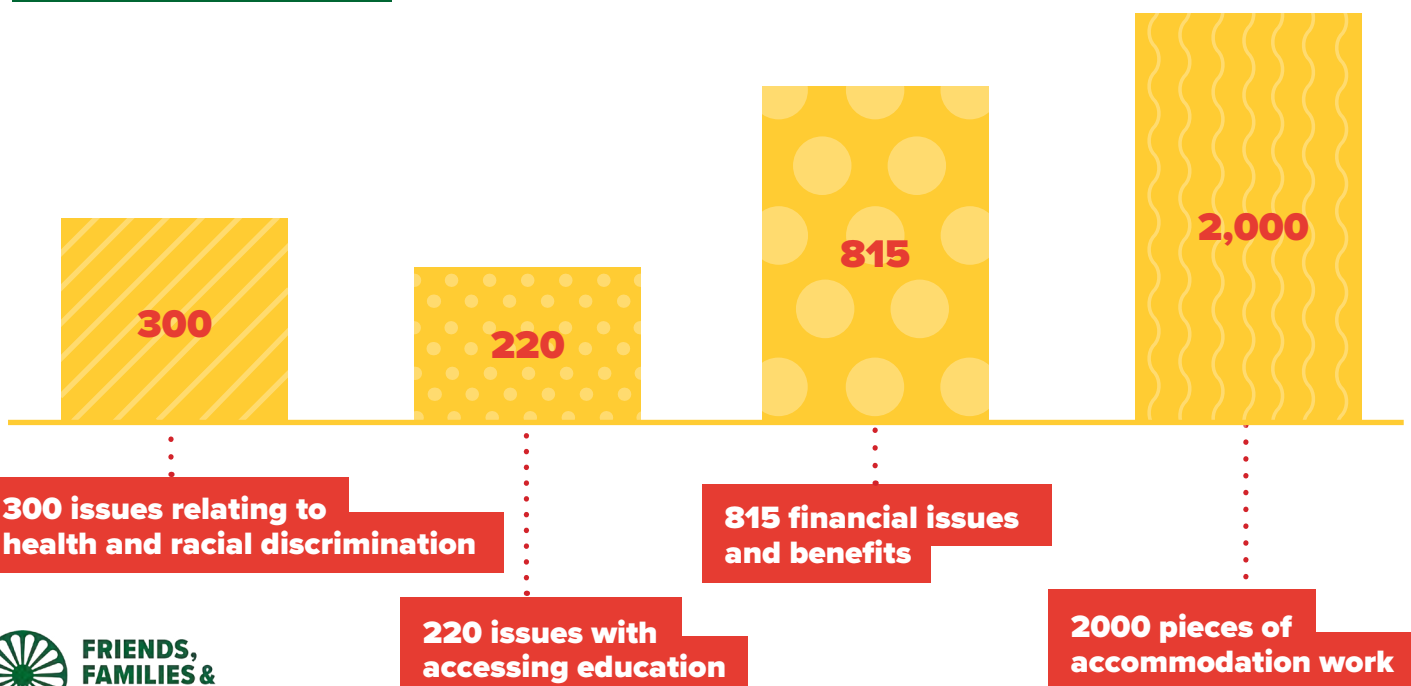 300
220
815
2,000
300 issues relating to
health and racial discrimination
220 issues with
accessing education
815 financial issues
and benefits
2000 pieces of
accommodation work
FRIENDS,
FAMILIES &